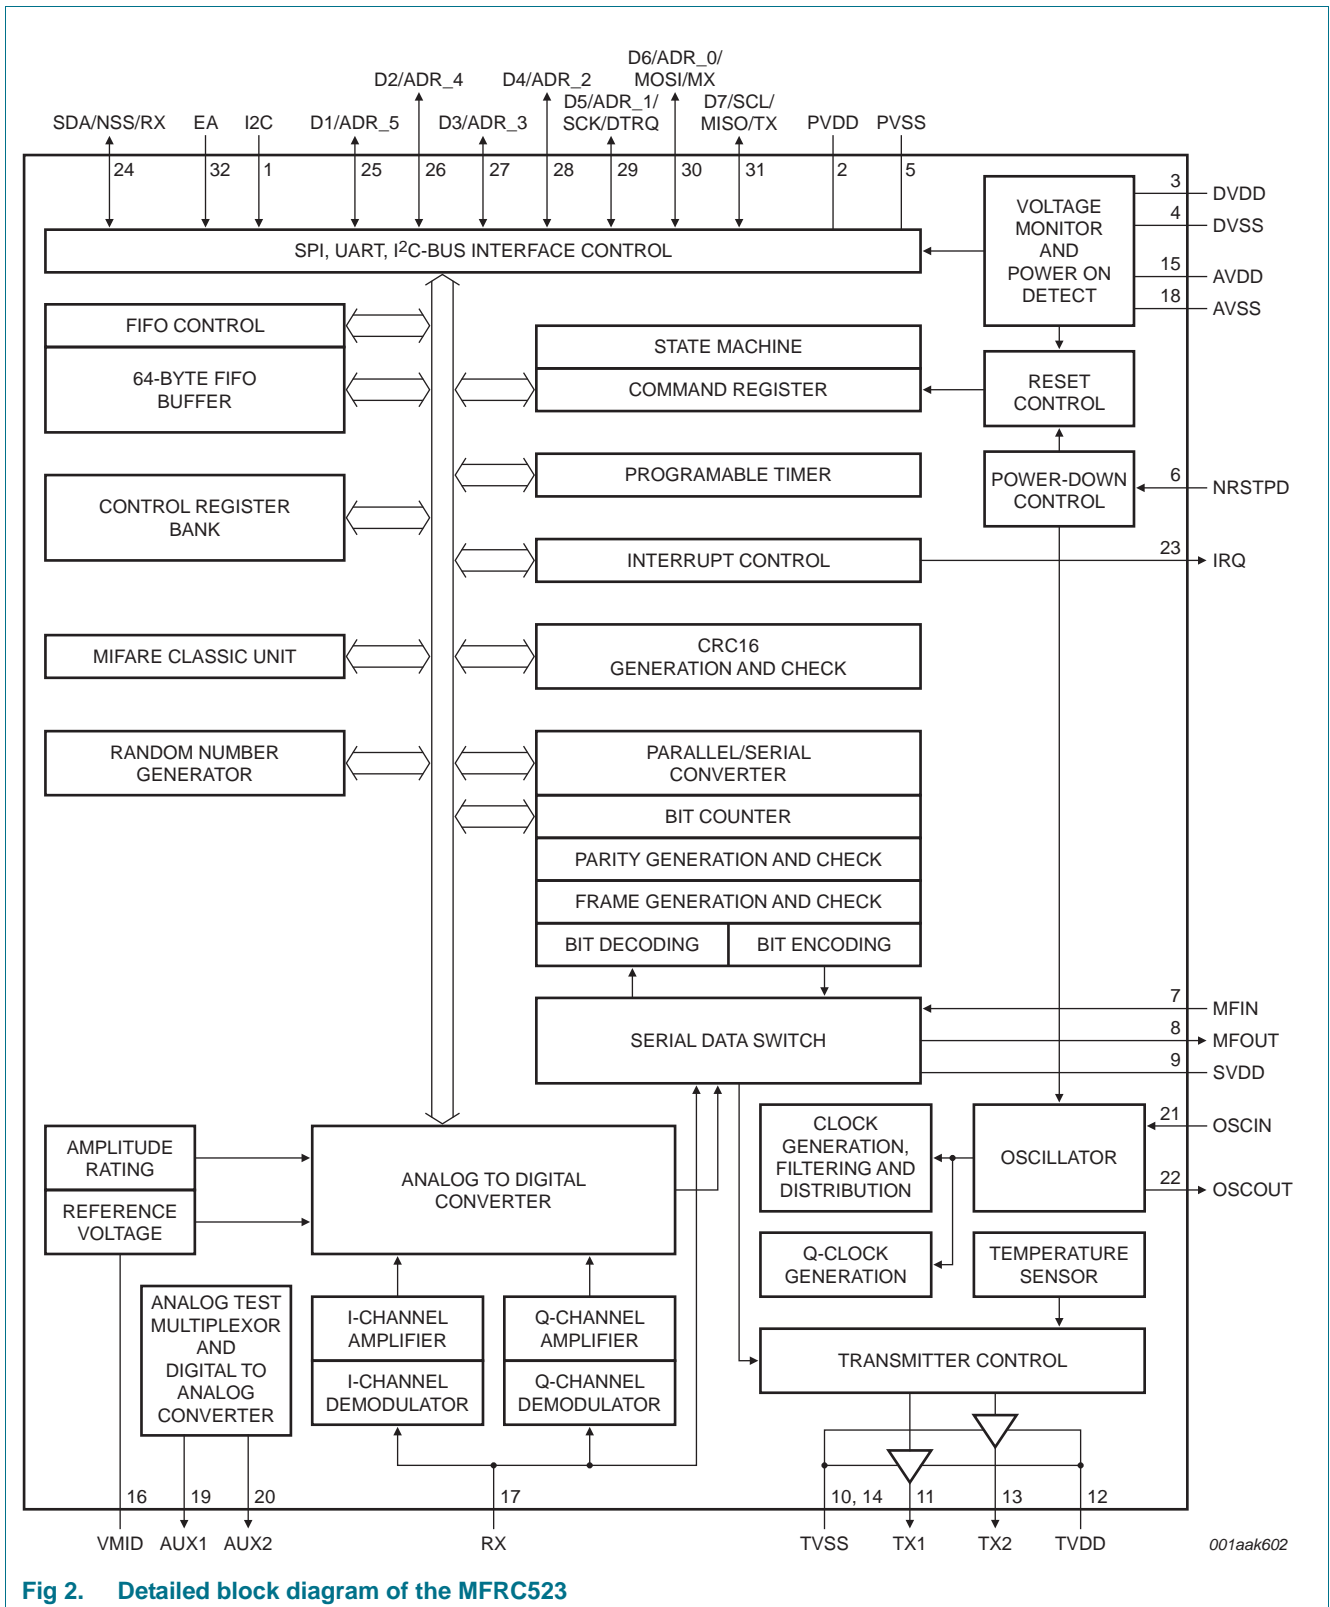 D6/ADR_0/
MOSI/MX
D2/ADR_4
D4/ADR_2
D5/ADR_1/
SCK/DTRQ
D7/SCL/
MISO/TX
SDA/NSS/RX
EA
I2C
D1/ADR_5
D3/ADR_3
PVDD
PVSS
24
32
1
25
26
27
28
29
30
31
2
5
3
DVDD
4
DVSS
15
AVDD
18
AVSS
VOLTAGE
MONITOR
AND
POWER ON
DETECT
SPI, UART, I2C-BUS INTERFACE CONTROL
FIFO CONTROL
64-BYTE FIFO
BUFFER
STATE MACHINE
COMMAND REGISTER
RESET
CONTROL
CONTROL REGISTER
BANK
PROGRAMABLE TIMER
POWER-DOWN
CONTROL
6
NRSTPD
INTERRUPT CONTROL
23
IRQ
MIFARE CLASSIC UNIT
CRC16
GENERATION AND CHECK
RANDOM NUMBER
GENERATOR
PARALLEL/SERIAL
CONVERTER
BIT COUNTER
PARITY GENERATION AND CHECK
FRAME GENERATION AND CHECK
BIT DECODING
BIT ENCODING
SERIAL DATA SWITCH
7
MFIN
8
MFOUT
9
SVDD
AMPLITUDE
RATING
REFERENCE
VOLTAGE
ANALOG TO DIGITAL
CONVERTER
CLOCK
GENERATION,
FILTERING AND
DISTRIBUTION
OSCILLATOR
21
OSCIN
22
OSCOUT
Q-CLOCK
GENERATION
TEMPERATURE
SENSOR
ANALOG TEST
MULTIPLEXOR
AND
DIGITAL TO
ANALOG
CONVERTER
I-CHANNEL
AMPLIFIER
I-CHANNEL
DEMODULATOR
Q-CHANNEL
AMPLIFIER
Q-CHANNEL
DEMODULATOR
TRANSMITTER CONTROL
16
19
20
17
10, 14
11
13
12
VMID
AUX1
AUX2
RX
TVSS
TX1
TX2
TVDD
001aak602
Fig 2. Detailed block diagram of the MFRC523